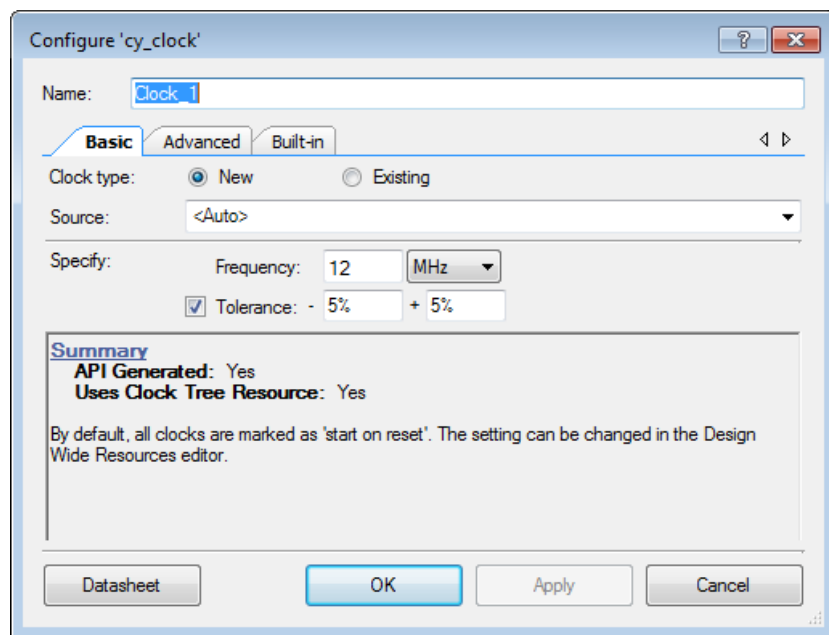 Configure 'cy_clock'
Name: Clock_1
Basic Advanced Built-in
Clock type: New Existing
Source: <Auto>
Specify: Frequency: 12 MHz
Tolerance: - 5% + 5%
Summary
API Generated: Yes
Uses Clock Tree Resource: Yes
By default, all clocks are marked as 'start on reset'. The setting can be changed in the Design
Wide Resources editor.
Datasheet OK Apply Cancel